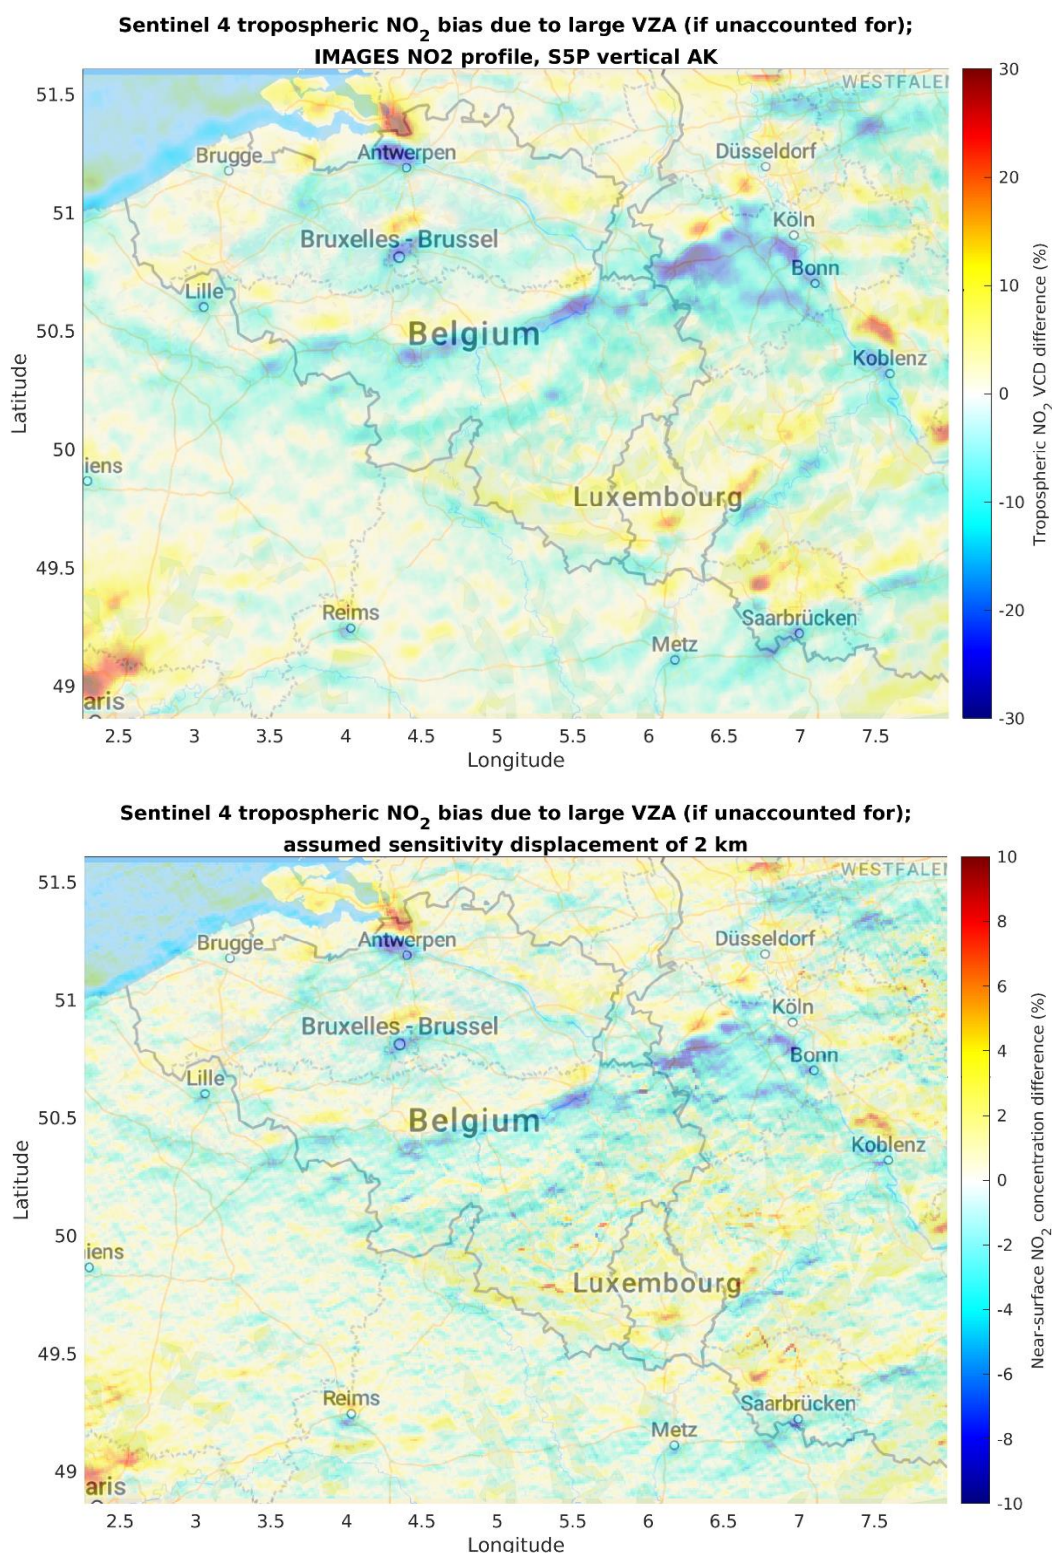 Sentinel 4 tropospheric NO2 bias due to large VZA (if unaccounted for);
IMAGES NO2 profile, S5P vertical AK
WESTFALEN
Brugge
Antwerpen
Düsseldorf
Köln
Bruxelles - Brussel
Bonn
Lille
Belgium
Koblenz
iens
Luxembourg
Reims
Saarbrücken
Metz
aris
51.5
51
50.5
50
49.5
49
Latitude
2.5 3 3.5 4 4.5 5 5.5 6 6.5 7 7.5
Longitude
30
20
10
0
-10
-20
-30
Tropospheric NO2 VCD difference (%)
Sentinel 4 tropospheric NO2 bias due to large VZA (if unaccounted for);
assumed sensitivity displacement of 2 km
WESTFALEN
Brugge
Antwerpen
Düsseldorf
Köln
Bruxelles - Brussel
Bonn
Lille
Belgium
Koblenz
iens
Luxembourg
Reims
Saarbrücken
Metz
aris
51.5
51
50.5
50
49.5
49
Latitude
2.5 3 3.5 4 4.5 5 5.5 6 6.5 7 7.5
Longitude
10
8
6
4
2
0
-2
-4
-6
-8
-10
Near-surface NO2 concentration difference (%)